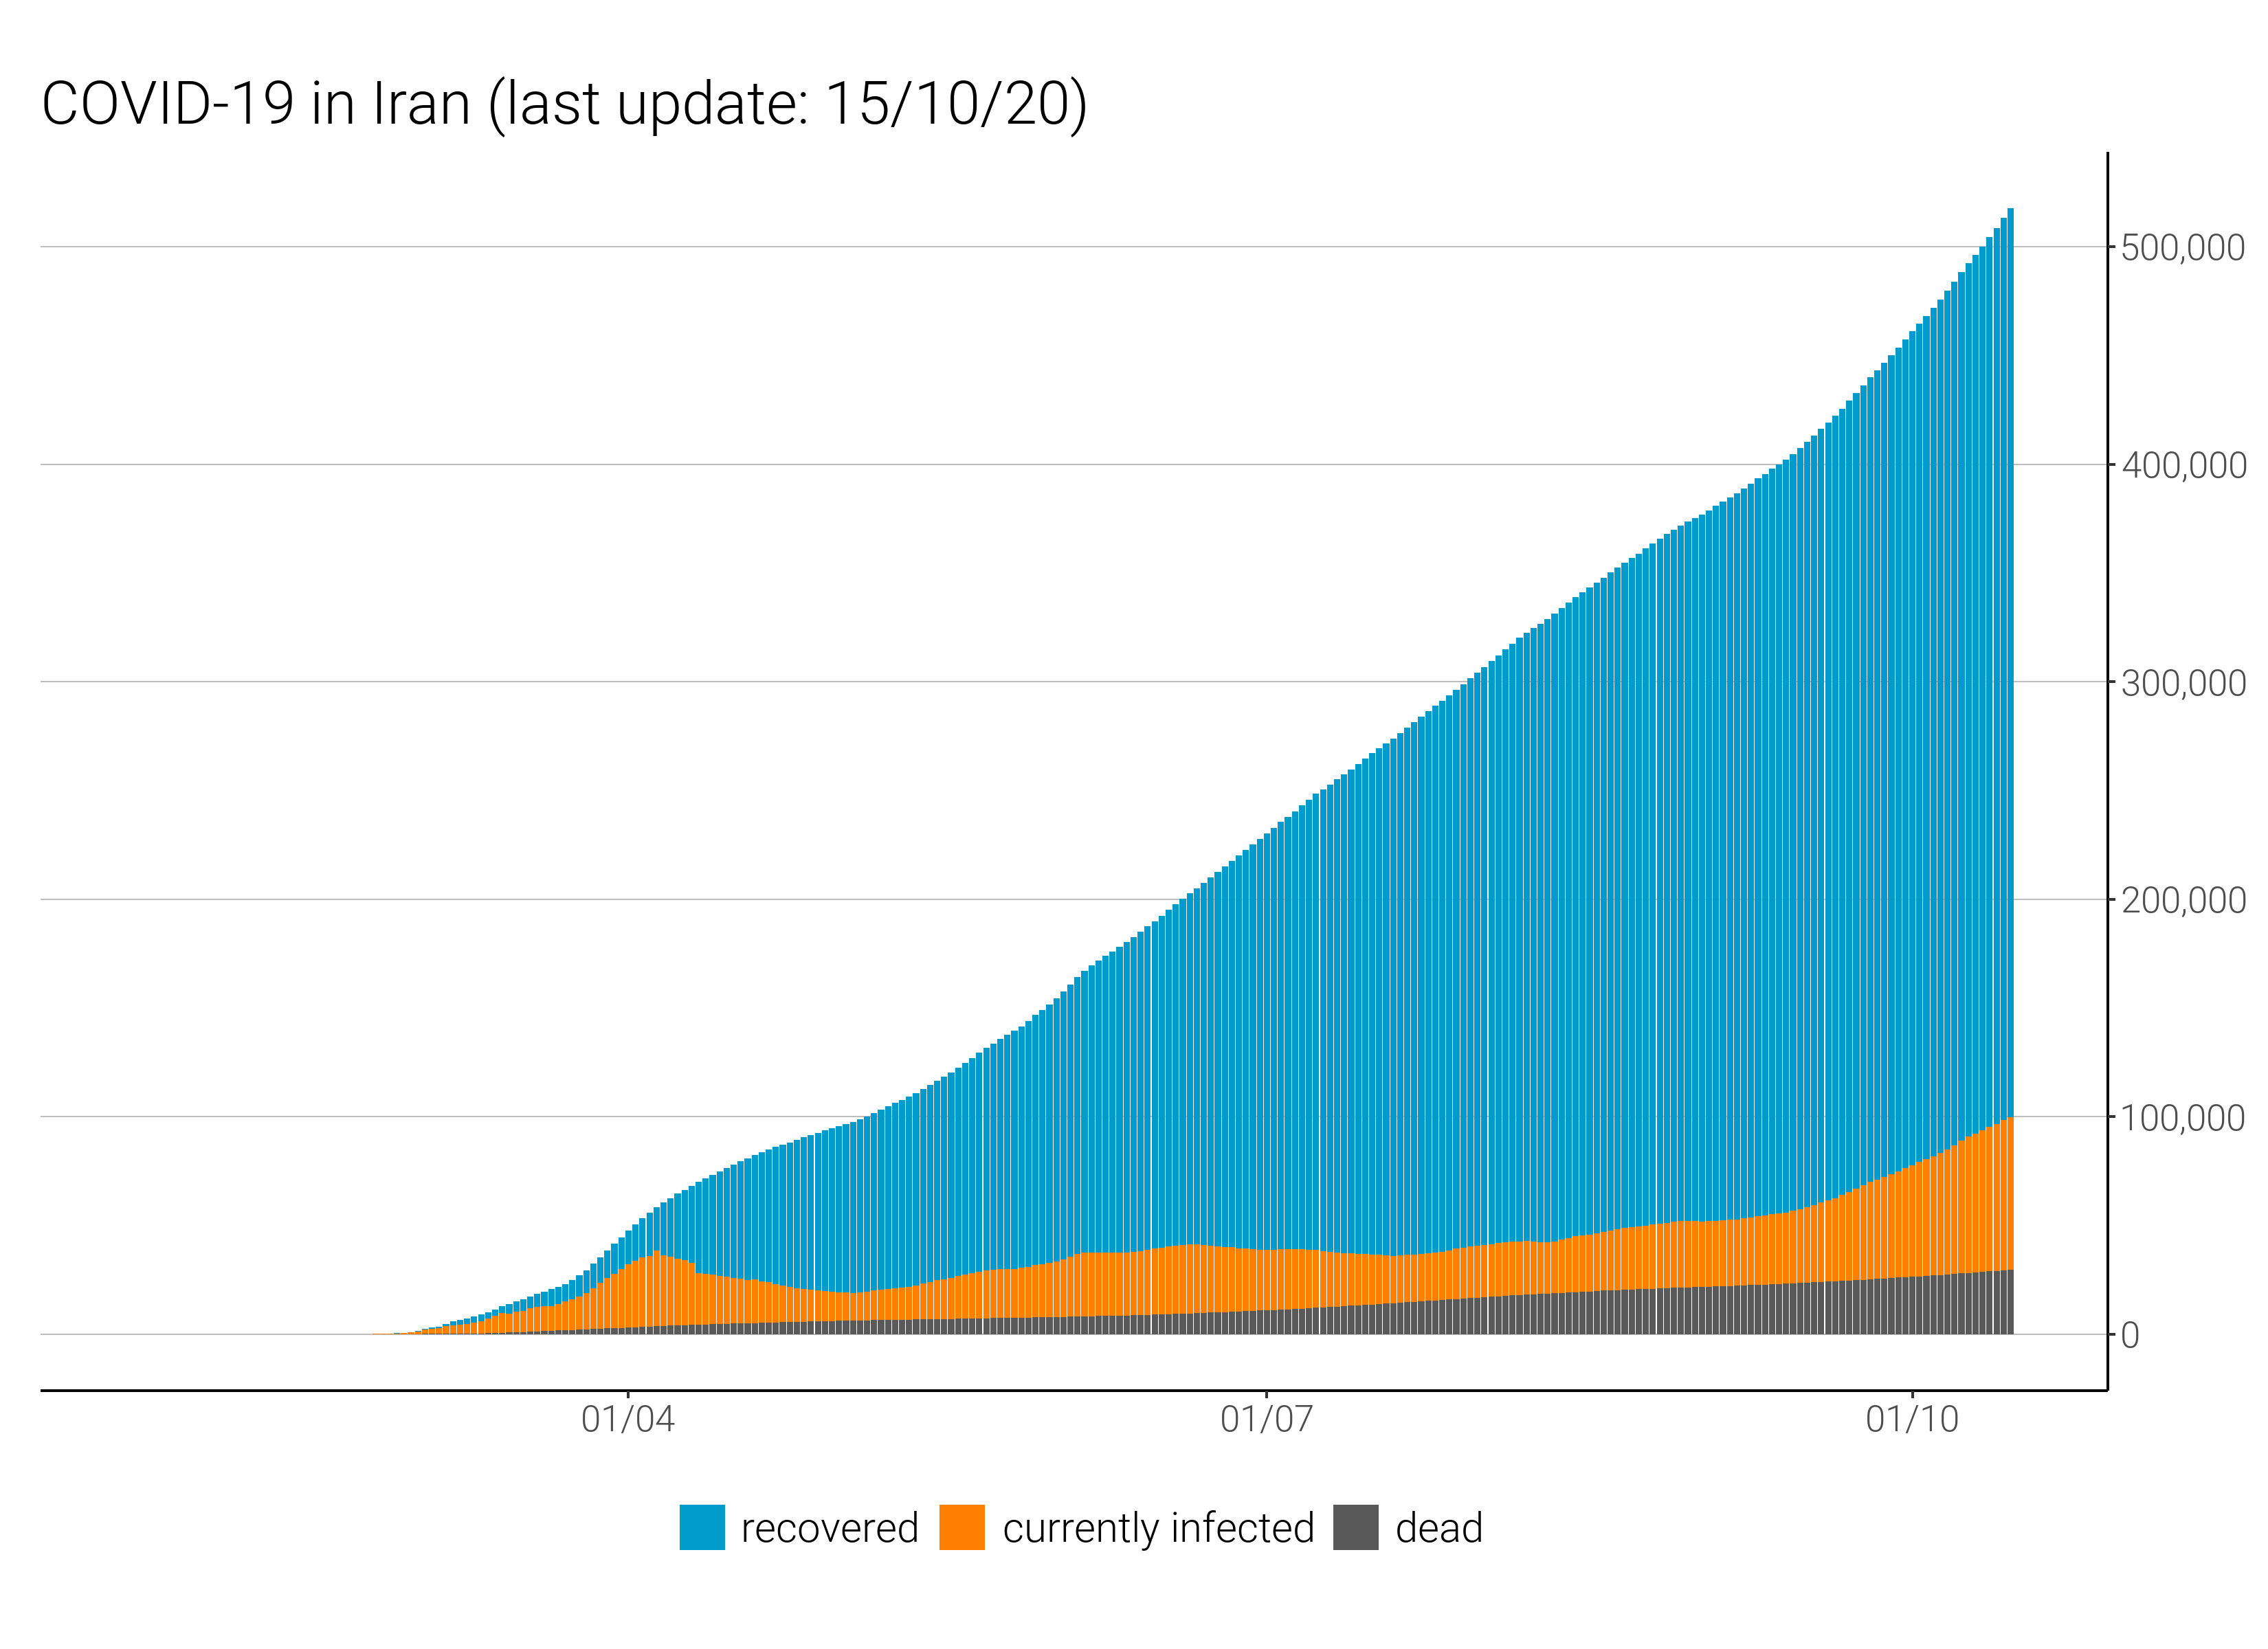 COVID-19 in Iran (last update: 15/10/20)
500,000
400,000
300,000
200,000
100,000
0
01/04 01/07 01/10
recovered currently infected dead